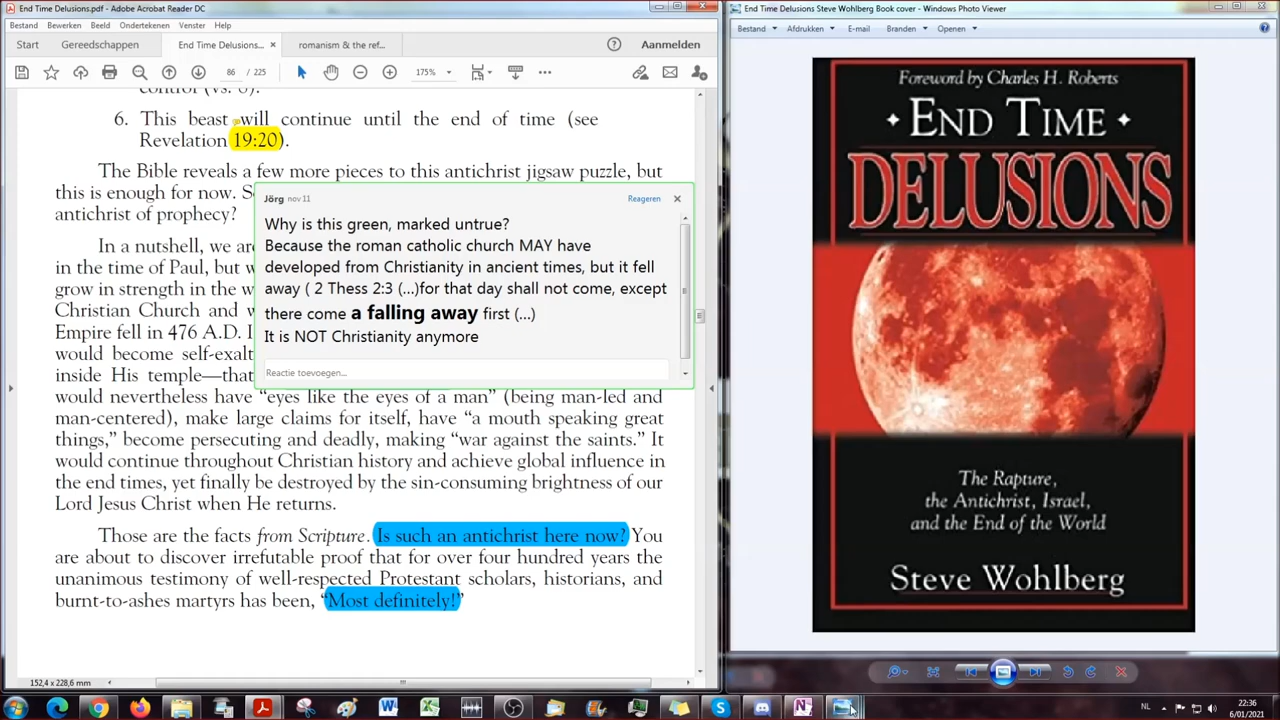 End Time Delusions.pdf - Adobe Acrobat Reader DC
Bestand Bewerken Beeld Ondertekenen Venster Help
Start Gereedschappen End Time Delusions... × romanism & the ref... Aanmelden
86 / 225 175%
control (vs. 8).
6. This beast will continue until the end of time (see
Revelation 19:20).
The Bible reveals a few more pieces to this antichrist jigsaw puzzle, but
this is enough for now. S
antichrist of prophecy?
In a nutshell, we are
in the time of Paul, but w
grow in strength in the w
Christian Church and w
Empire fell in 476 A.D. I
would become self-exalt
inside His temple—that
would nevertheless have “eyes like the eyes of a man” (being man-led and
man-centered), make large claims for itself, have “a mouth speaking great
things,” become persecuting and deadly, making “war against the saints.” It
would continue throughout Christian history and achieve global influence in
the end times, yet finally be destroyed by the sin-consuming brightness of our
Lord Jesus Christ when He returns.
Those are the facts from Scripture. Is such an antichrist here now? You
are about to discover irrefutable proof that for over four hundred years the
unanimous testimony of well-respected Protestant scholars, historians, and
burnt-to-ashes martyrs has been, “Most definitely!”
Jörg nov 11 Reageren
Why is this green, marked untrue?
Because the roman catholic church MAY have
developed from Christianity in ancient times, but it fell
away ( 2 Thess 2:3 (...)for that day shall not come, except
there come a falling away first (...)
It is NOT Christianity anymore
Reactie toevoegen...
152,4 x 228,6 mm
End Time Delusions Steve Wohlberg Book cover - Windows Photo Viewer
Bestand Afdrukken E-mail Branden Openen
Foreword by Charles H. Roberts
END TIME
DELUSIONS
The Rapture,
the Antichrist, Israel,
and the End of the World
Steve Wohlberg
NL
22:36
6/01/2021